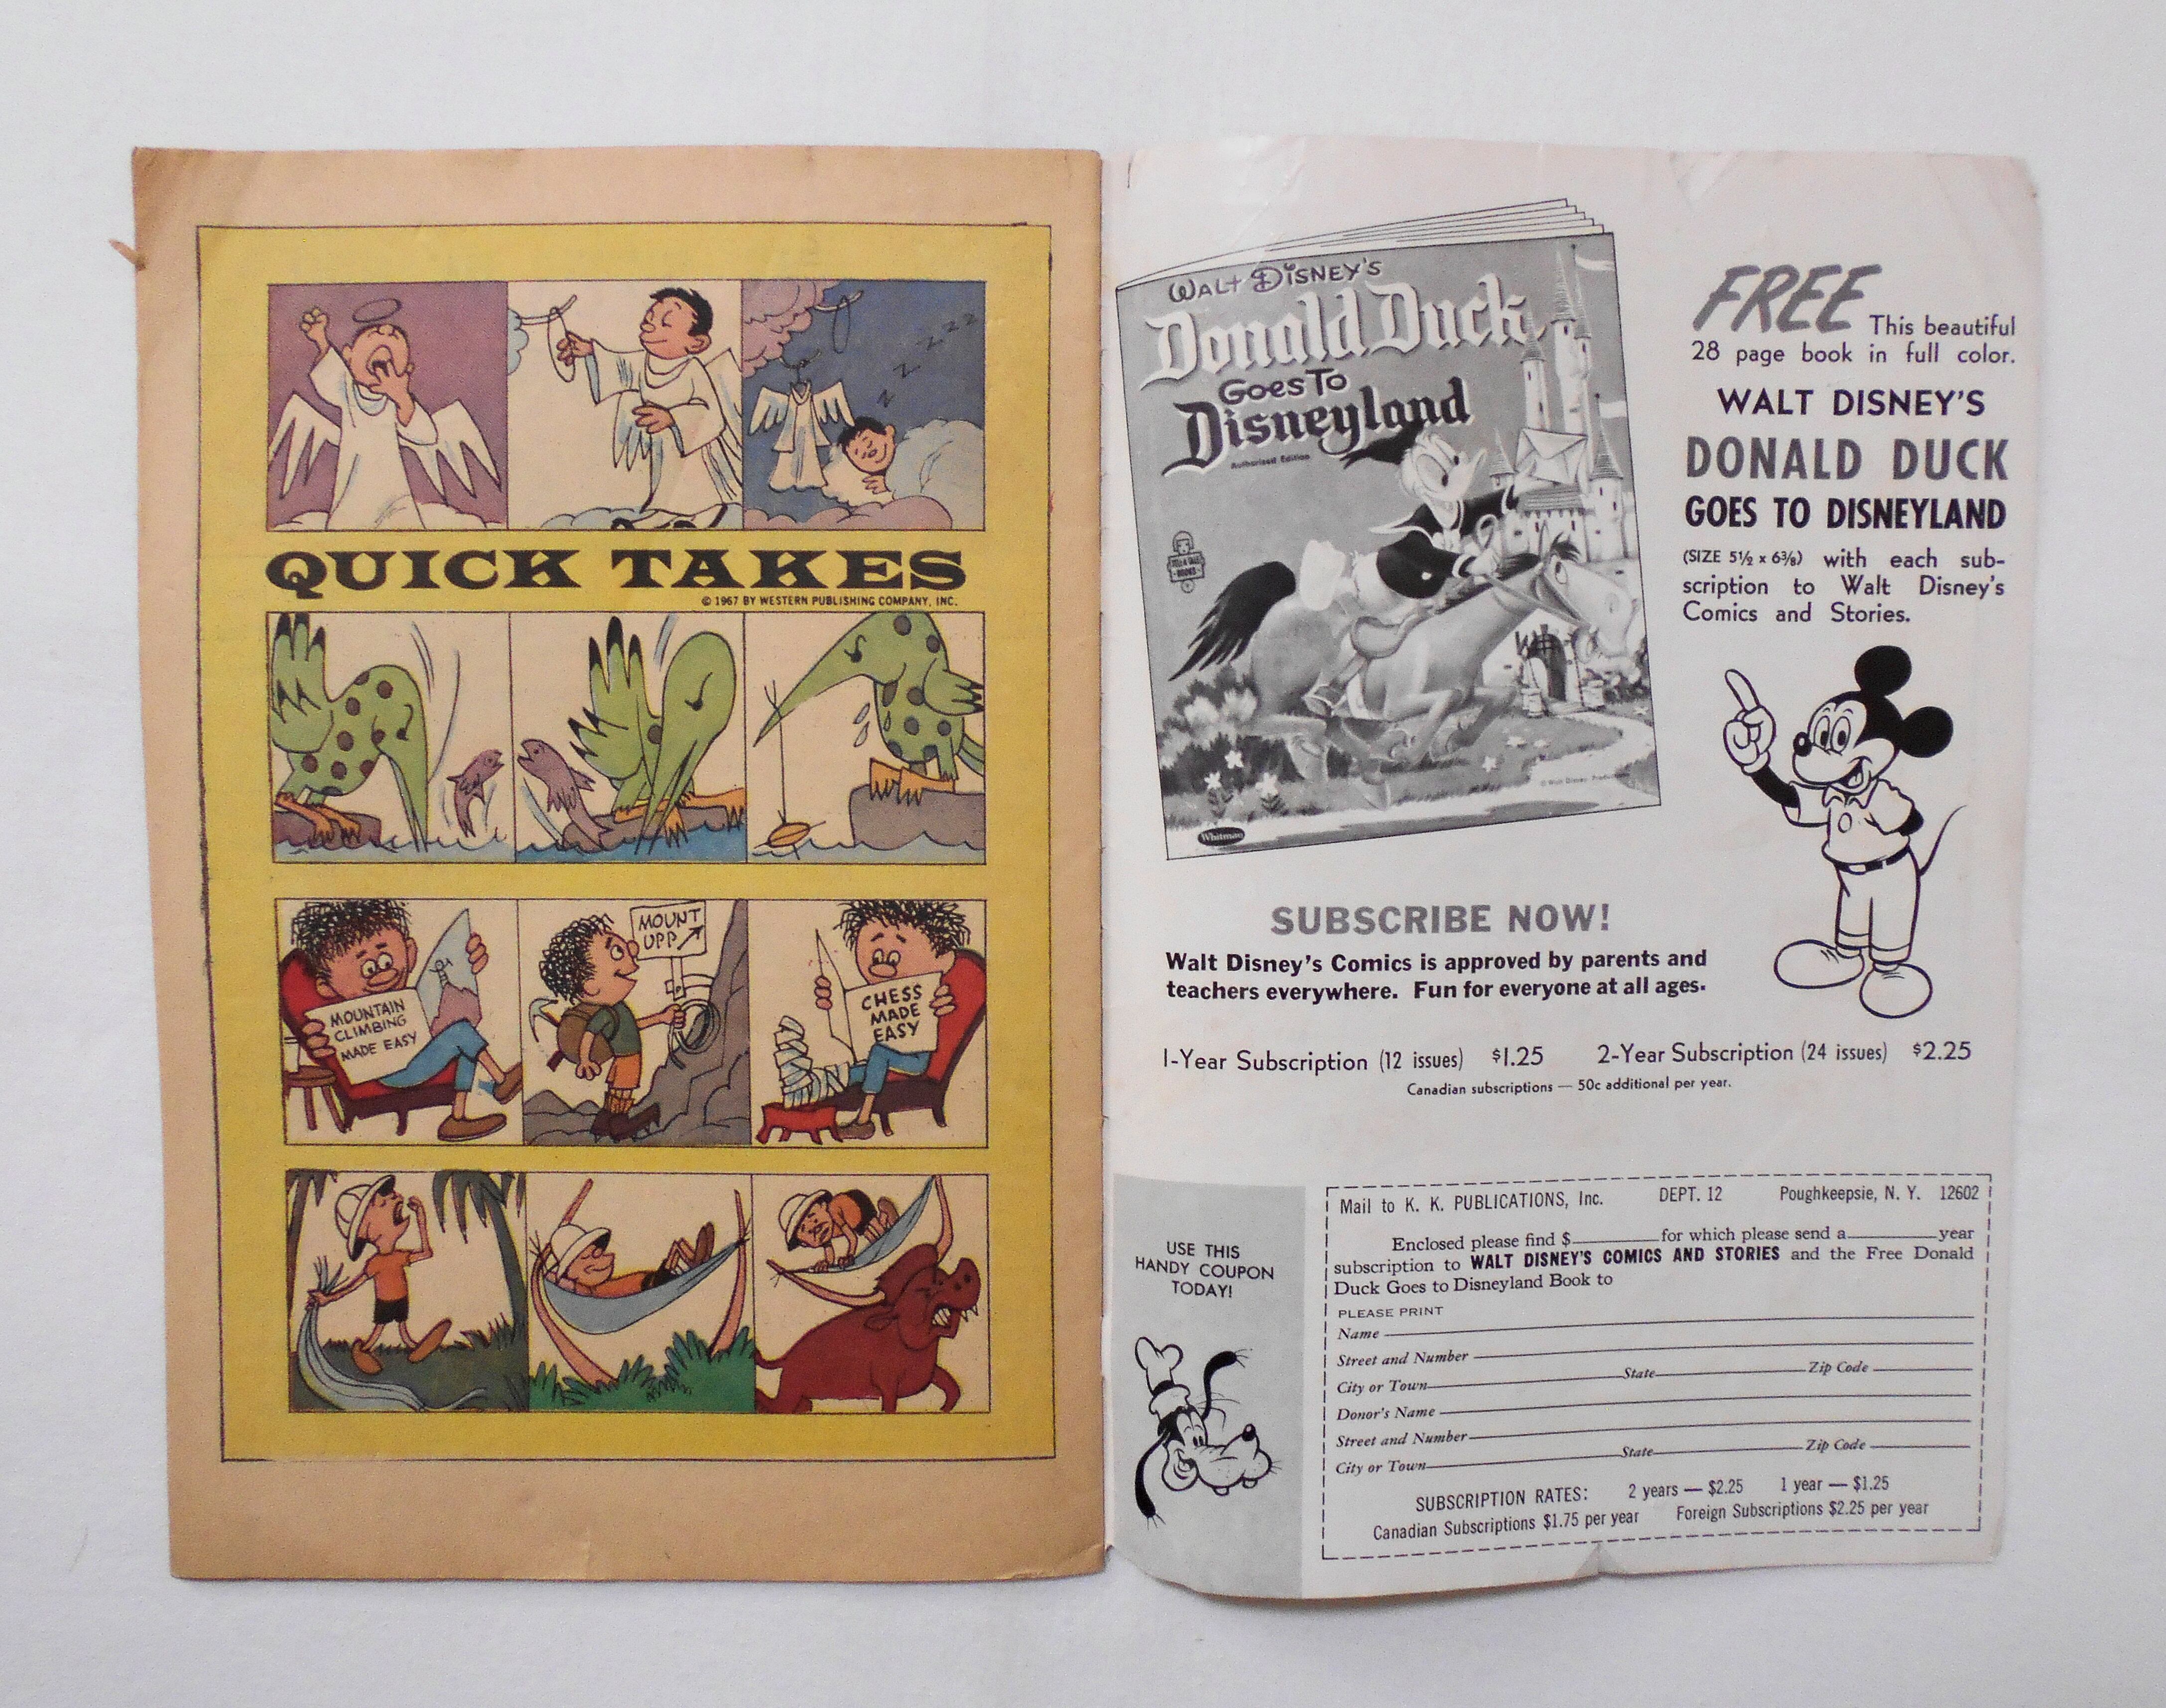 Z Z Z Z Z
QUICK TAKES
© 1967 BY WESTERN PUBLISHING COMPANY, INC.
MOUNTAIN
CLIMBING
MADE EASY
MOUNT
UPP
CHESS
MADE
EASY
WALT DISNEY'S
Donald Duck
GOES TO
Disneyland
Authorized Edition
TELL-A-TALE
BOOKS
Whitman
FREE This beautiful
28 page book in full color.
WALT DISNEY'S
DONALD DUCK
GOES TO DISNEYLAND
(SIZE 5½ x 6⅜) with each sub-
scription to Walt Disney's
Comics and Stories.
SUBSCRIBE NOW!
Walt Disney's Comics is approved by parents and
teachers everywhere. Fun for everyone at all ages.
1-Year Subscription (12 issues) $1.25 2-Year Subscription (24 issues) $2.25
Canadian subscriptions — 50c additional per year.
USE THIS
HANDY COUPON
TODAY!
Mail to K. K. PUBLICATIONS, Inc. DEPT. 12 Poughkeepsie, N. Y. 12602
Enclosed please find $ for which please send a year
subscription to WALT DISNEY'S COMICS AND STORIES and the Free Donald
Duck Goes to Disneyland Book to
PLEASE PRINT
Name
Street and Number
City or Town State Zip Code
Donor's Name
Street and Number
City or Town State Zip Code
SUBSCRIPTION RATES: 2 years — $2.25 1 year — $1.25
Canadian Subscriptions $1.75 per year Foreign Subscriptions $2.25 per year